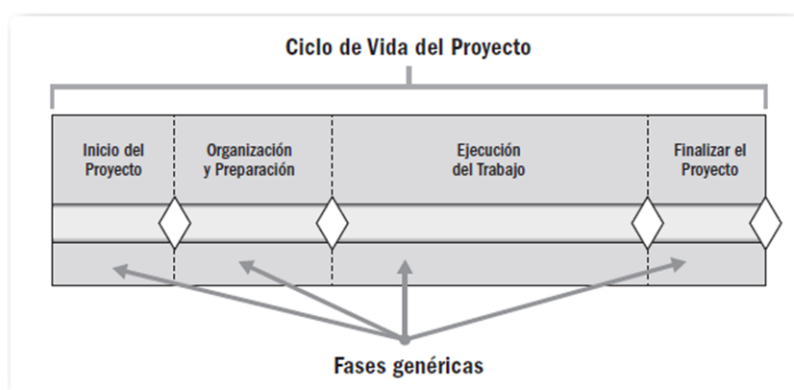 Ciclo de Vida del Proyecto
Inicio del
Proyecto
Organización
y Preparación
Ejecución
del Trabajo
Finalizar el
Proyecto
Fases genéricas